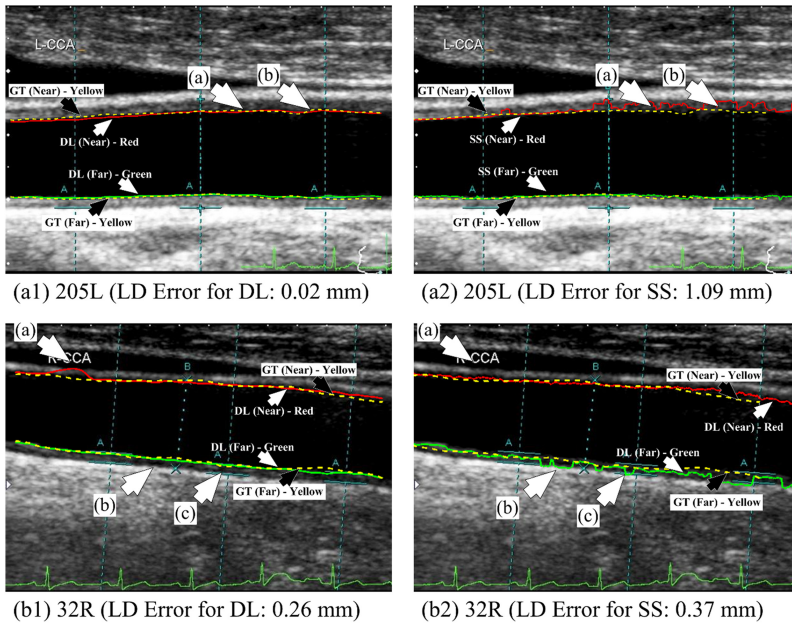 L-CCA
(a)
(b)
GT (Near) - Yellow
DL (Near) - Red
DL (Far) - Green
A
A
A
GT (Far) - Yellow
(a1) 205L (LD Error for DL: 0.02 mm)
L-CCA
(a)
(b)
GT (Near) - Yellow
SS (Near) - Red
SS (Far) - Green
A
A
A
GT (Far) - Yellow
(a2) 205L (LD Error for SS: 1.09 mm)
(a)
R-CCA
B
GT (Near) - Yellow
DL (Near) - Red
A
DL (Far) - Green
A
A
GT (Far) - Yellow
(b)
(c)
(b1) 32R (LD Error for DL: 0.26 mm)
(a)
R-CCA
B
GT (Near) - Yellow
DL (Near) - Red
A
DL (Far) - Green
A
A
GT (Far) - Yellow
(b)
(c)
(b2) 32R (LD Error for SS: 0.37 mm)